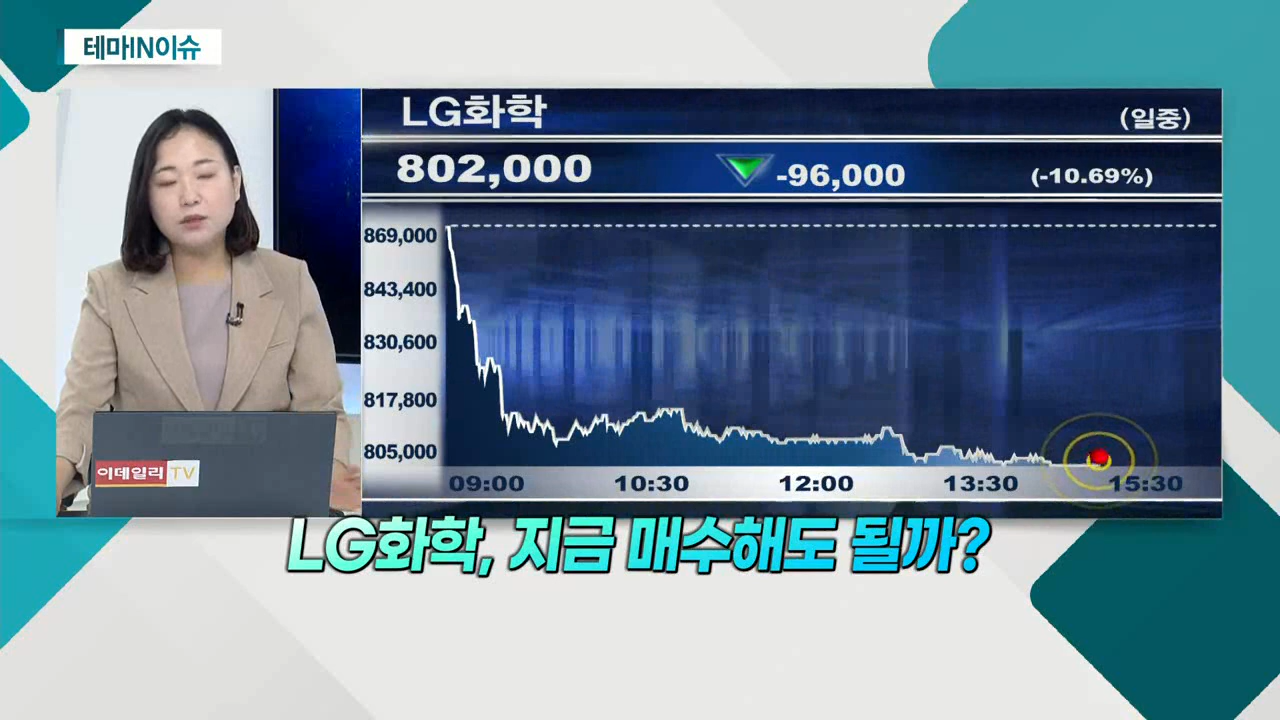 테마IN이슈
LG화학
(일중)
802,000 -96,000 (-10.69%)
869,000
843,400
830,600
817,800
805,000
09:00 10:30 12:00 13:30 15:30
이데일리 TV
LG화학, 지금 매수해도 될까?